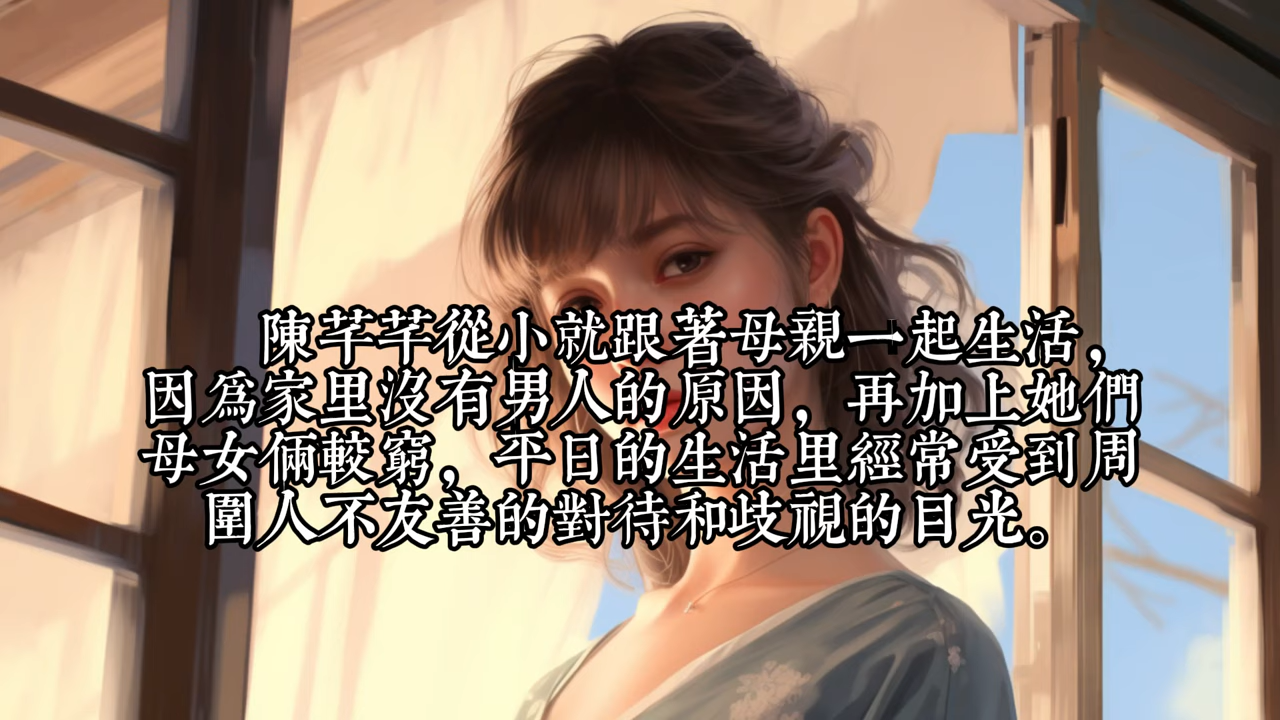 陳芊芊從小就跟著母親一起生活，
因爲家里沒有男人的原因，再加上她們
母女倆較窮，平日的生活里經常受到周
圍人不友善的對待和歧視的目光。